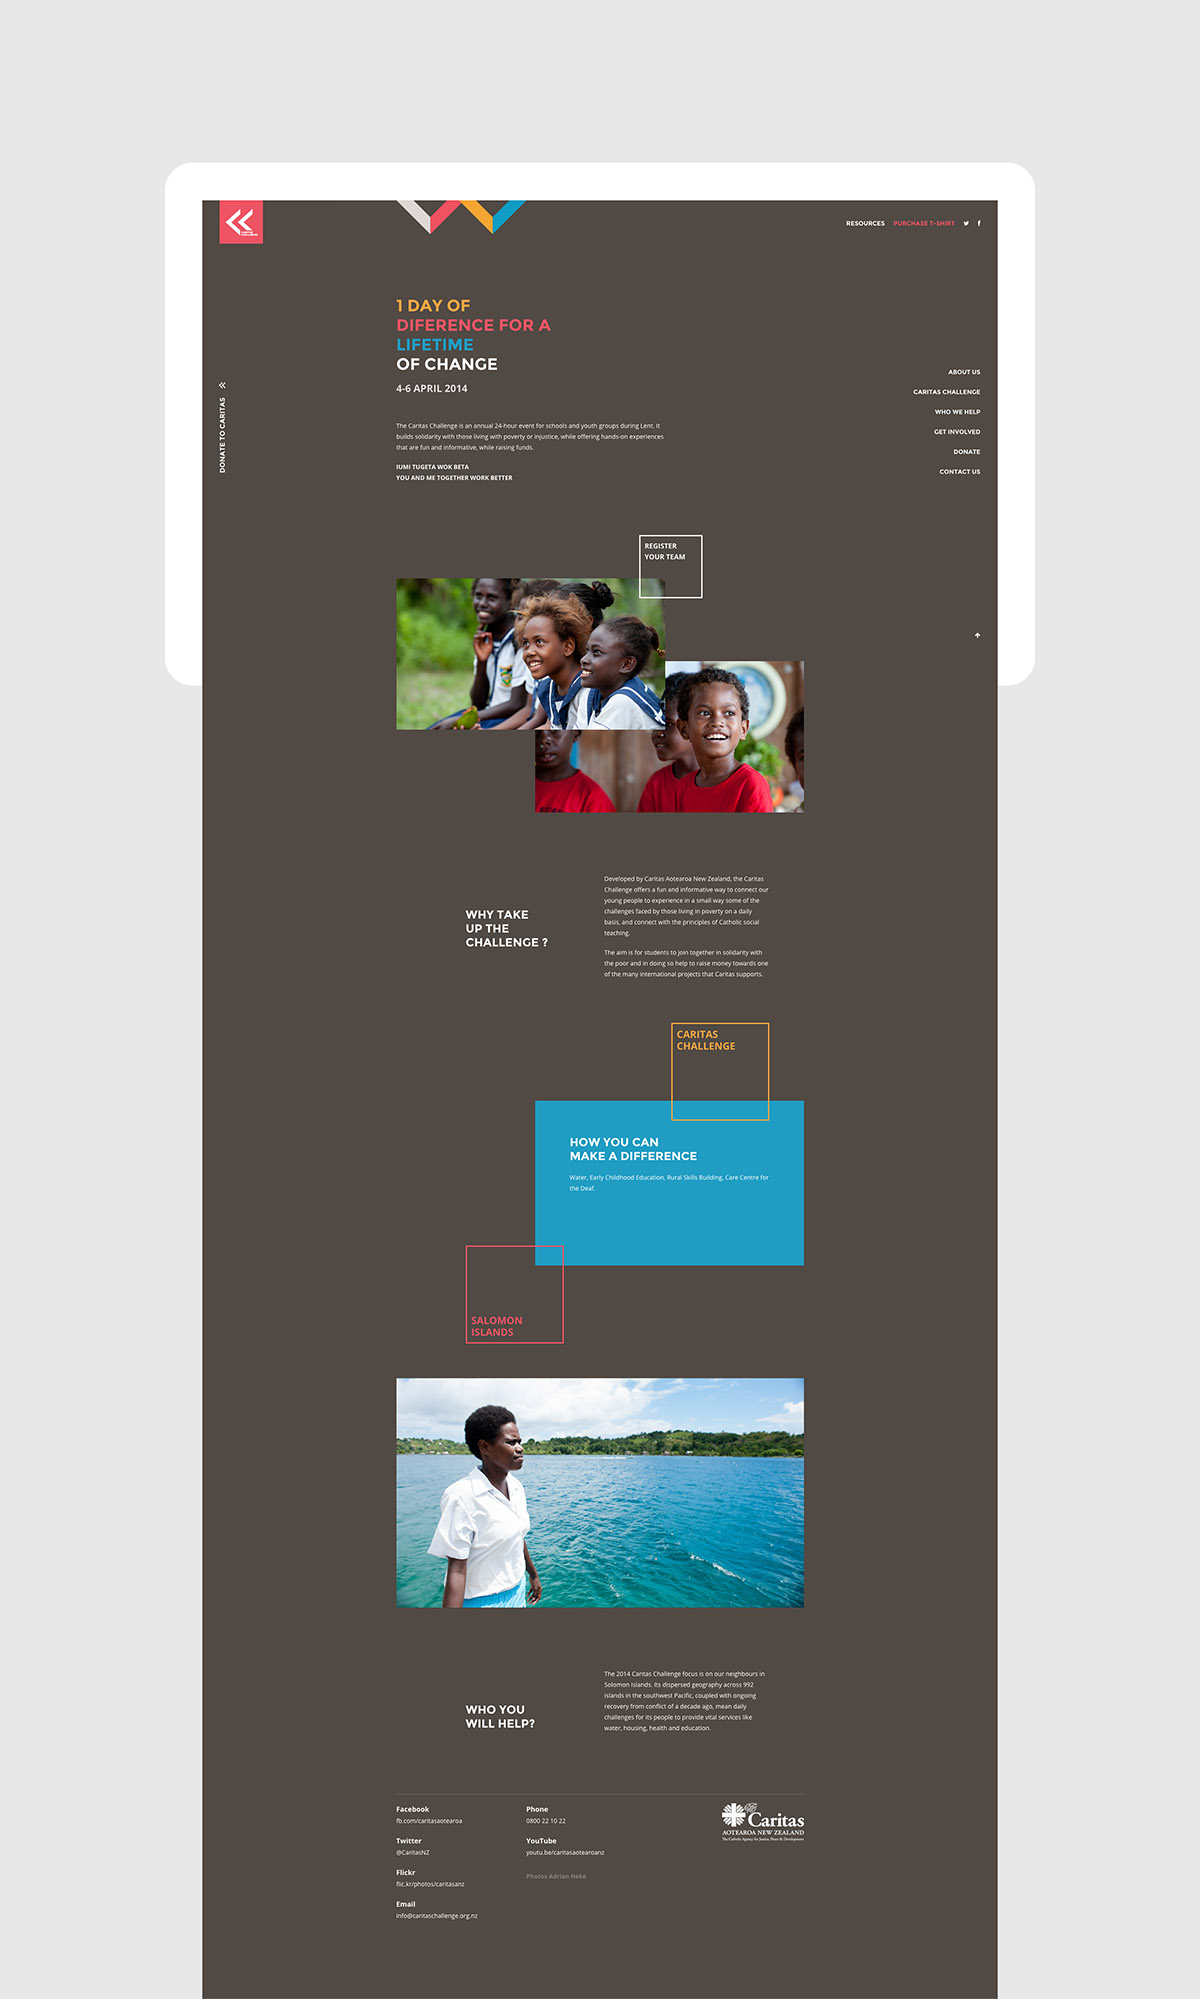 RESOURCES PURCHASE T-SHIRT
1 DAY OF
DIFERENCE FOR A
LIFETIME
OF CHANGE
4-6 APRIL 2014
DONATE TO CARITAS
ABOUT US
CARITAS CHALLENGE
WHO WE HELP
GET INVOLVED
DONATE
CONTACT US
The Caritas Challenge is an annual 24-hour event for schools and youth groups during Lent. It
builds solidarity with those living with poverty or injustice, while offering hands-on experiences
that are fun and informative, while raising funds.
IUMI TUGETA WOK BETA
YOU AND ME TOGETHER WORK BETTER
REGISTER
YOUR TEAM
WHY TAKE
UP THE
CHALLENGE ?
Developed by Caritas Aotearoa New Zealand, the Caritas
Challenge offers a fun and informative way to connect our
young people to experience in a small way some of the
challenges faced by those living in poverty on a daily
basis, and connect with the principles of Catholic social
teaching.
The aim is for students to join together in solidarity with
the poor and in doing so help to raise money towards one
of the many international projects that Caritas supports.
CARITAS
CHALLENGE
HOW YOU CAN
MAKE A DIFFERENCE
Water, Early Childhood Education, Rural Skills Building, Care Centre for
the Deaf.
SALOMON
ISLANDS
WHO YOU
WILL HELP?
The 2014 Caritas Challenge focus is on our neighbours in
Solomon Islands. Its dispersed geography across 992
islands in the southwest Pacific, coupled with ongoing
recovery from conflict of a decade ago, mean daily
challenges for its people to provide vital services like
water, housing, health and education.
Facebook
fb.com/caritasaotearoa
Twitter
@CaritasNZ
Flickr
flic.kr/photos/caritasanz
Email
info@caritaschallenge.org.nz
Phone
0800 22 10 22
YouTube
youtu.be/caritasaotearoanz
Photos Adrian Heke
Caritas
AOTEAROA NEW ZEALAND
The Catholic Agency for Justice, Peace & Development